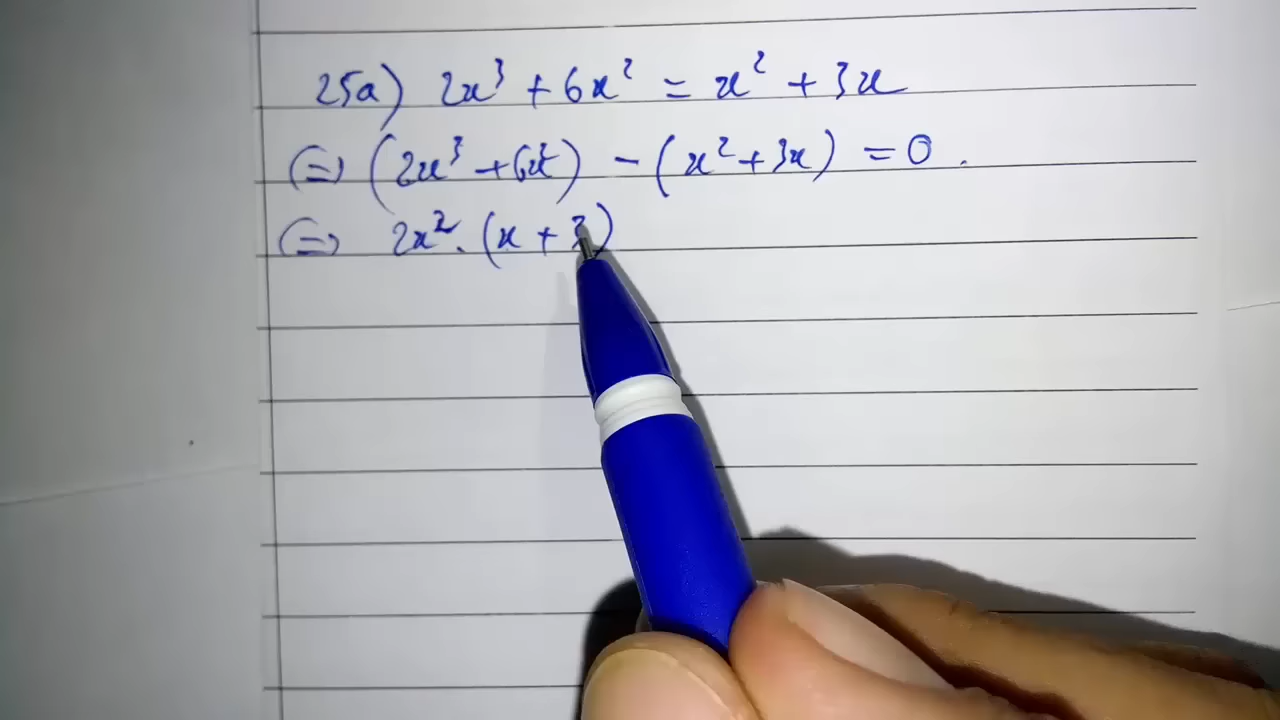 25a) 2x³ + 6x² = x² + 3x
(=) (2x³ + 6x²) - (x² + 3x) = 0.
(=) 2x². (x + 3)